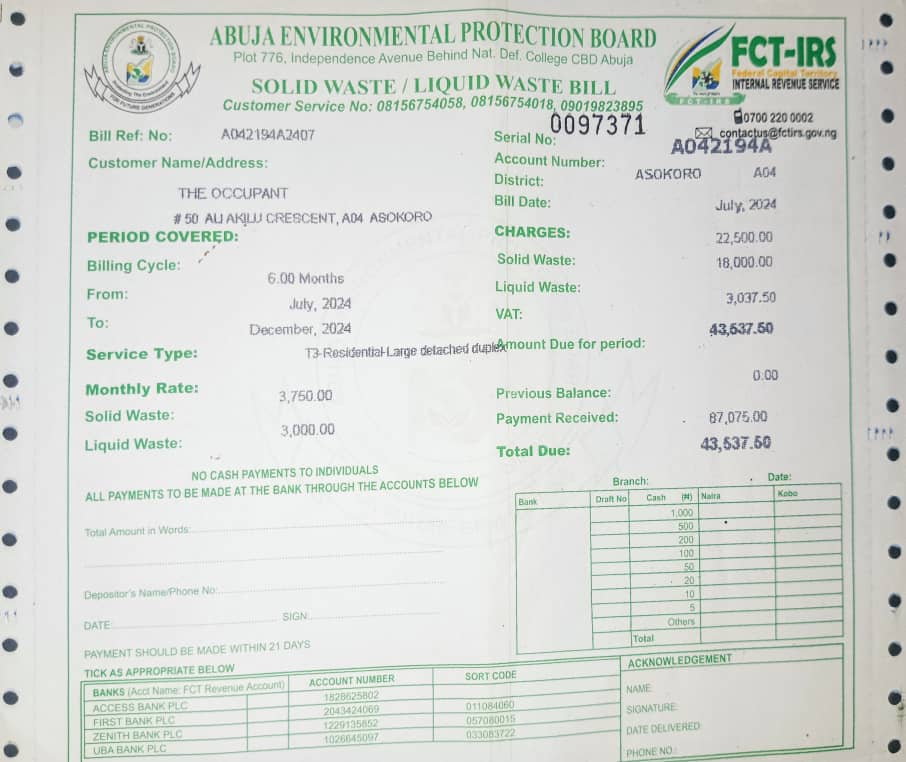 ABUJA ENVIRONMENTAL PROTECTION BOARD
Plot 776, Independence Avenue Behind Nat. Def. College CBD Abuja
SOLID WASTE / LIQUID WASTE BILL
Customer Service No: 08156754058, 08156754018, 09019823895
ABUJA ENVIRONMENTAL PROTECTION BOARD
FOR FUTURE GENERATIONS
FCT-IRS
Federal Capital Territory
INTERNAL REVENUE SERVICE
FCT-IRS
0700 220 0002
contactus@fctirs.gov.ng
Bill Ref: No: A042194A2407
Serial No: 0097371
Customer Name/Address:
Account Number: A042194A
THE OCCUPANT
District: ASOKORO A04
# 50 ALI AKILU CRESCENT, A04 ASOKORO
Bill Date: July, 2024
PERIOD COVERED:
CHARGES:
Billing Cycle: 6.00 Months
Solid Waste: 22,500.00
From: July, 2024
Liquid Waste: 18,000.00
To: December, 2024
VAT: 3,037.50
Service Type: T3-Residential-Large detached duplex
Amount Due for period: 43,537.50
Monthly Rate:
Previous Balance: 0.00
Solid Waste: 3,750.00
Payment Received: 87,075.00
Liquid Waste: 3,000.00
Total Due: 43,537.50
NO CASH PAYMENTS TO INDIVIDUALS
ALL PAYMENTS TO BE MADE AT THE BANK THROUGH THE ACCOUNTS BELOW
Branch: Date:
Bank Draft No Cash (₦) Naira Kobo
1,000
500
200
100
50
20
10
5
Others
Total
Total Amount in Words:
Depositor's Name/Phone No:
DATE: SIGN:
PAYMENT SHOULD BE MADE WITHIN 21 DAYS
TICK AS APPROPRIATE BELOW
BANKS (Acct Name: FCT Revenue Account) ACCOUNT NUMBER SORT CODE
ACCESS BANK PLC 1828625802
FIRST BANK PLC 2043424069 011084060
ZENITH BANK PLC 1229135852 057080015
UBA BANK PLC 1026645097 033083722
ACKNOWLEDGEMENT
NAME:
SIGNATURE:
DATE DELIVERED:
PHONE NO.: